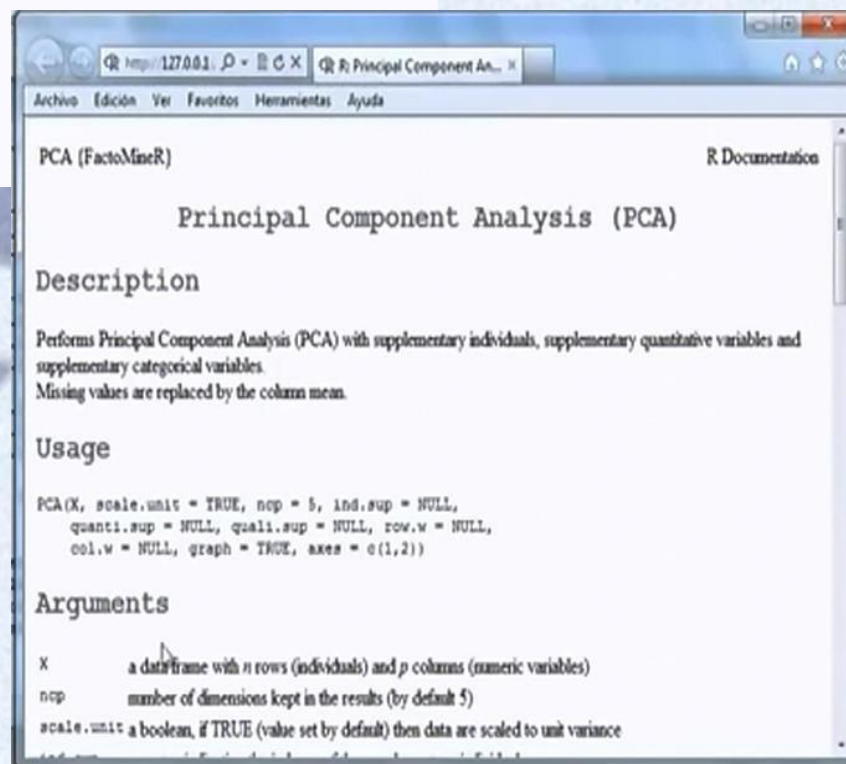 http://127.0.0.1
R: Principal Component An...
Archivo Edición Ver Favoritos Herramientas Ayuda
PCA {FactoMineR}
R Documentation
Principal Component Analysis (PCA)
Description
Performs Principal Component Analysis (PCA) with supplementary individuals, supplementary quantitative variables and
supplementary categorical variables.
Missing values are replaced by the column mean.
Usage
PCA(X, scale.unit = TRUE, ncp = 5, ind.sup = NULL,
quanti.sup = NULL, quali.sup = NULL, row.w = NULL,
col.w = NULL, graph = TRUE, axes = c(1,2))
Arguments
X a data frame with n rows (individuals) and p columns (numeric variables)
ncp number of dimensions kept in the results (by default 5)
scale.unit a boolean, if TRUE (value set by default) then data are scaled to unit variance